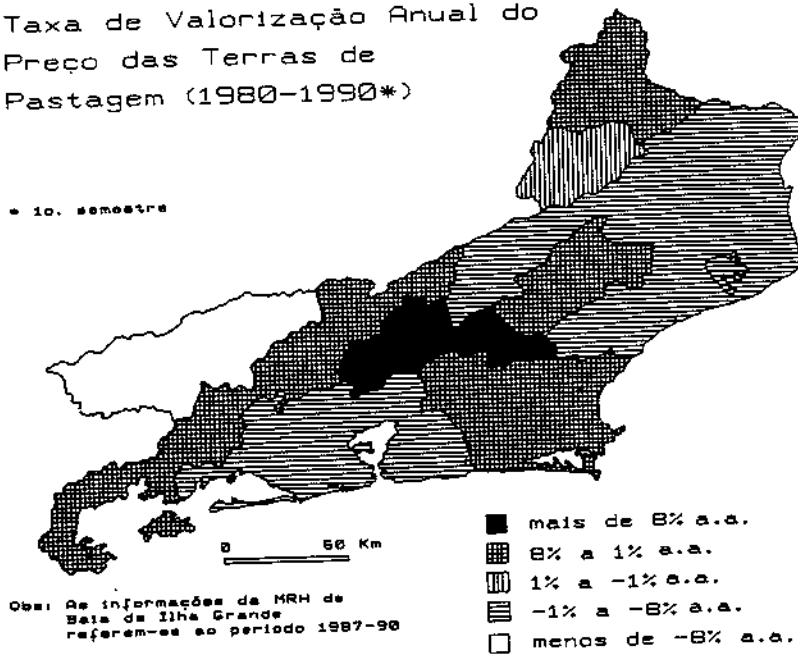 Taxa de Valorização Anual do
Preço das Terras de
Pastagem (1980-1990*)
* 1o. semestre
0 60 Km
Obs: As informações da MRH de
Baia de Ilha Grande
referem-se ao periodo 1987-90
mais de 8% a.a.
8% a 1% a.a.
1% a -1% a.a.
-1% a -8% a.a.
menos de -8% a.a.